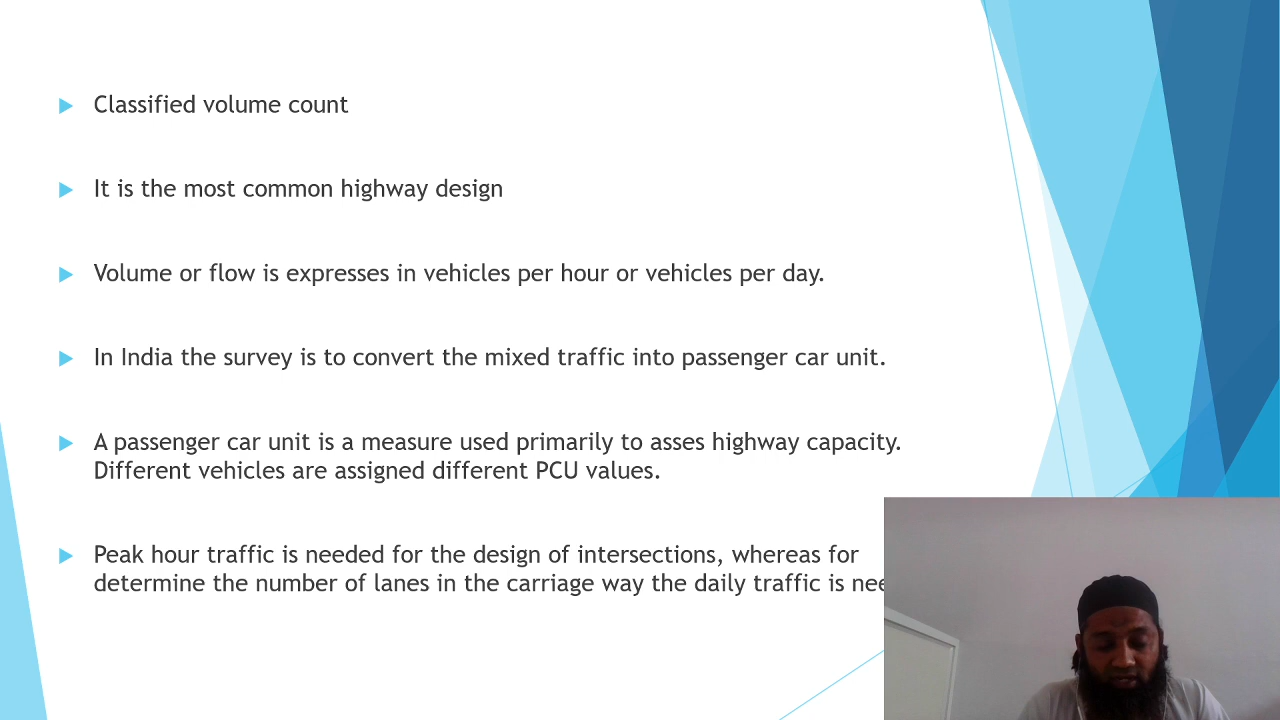 Classified volume count
It is the most common highway design
Volume or flow is expresses in vehicles per hour or vehicles per day.
In India the survey is to convert the mixed traffic into passenger car unit.
A passenger car unit is a measure used primarily to asses highway capacity.
Different vehicles are assigned different PCU values.
Peak hour traffic is needed for the design of intersections, whereas for
determine the number of lanes in the carriage way the daily traffic is